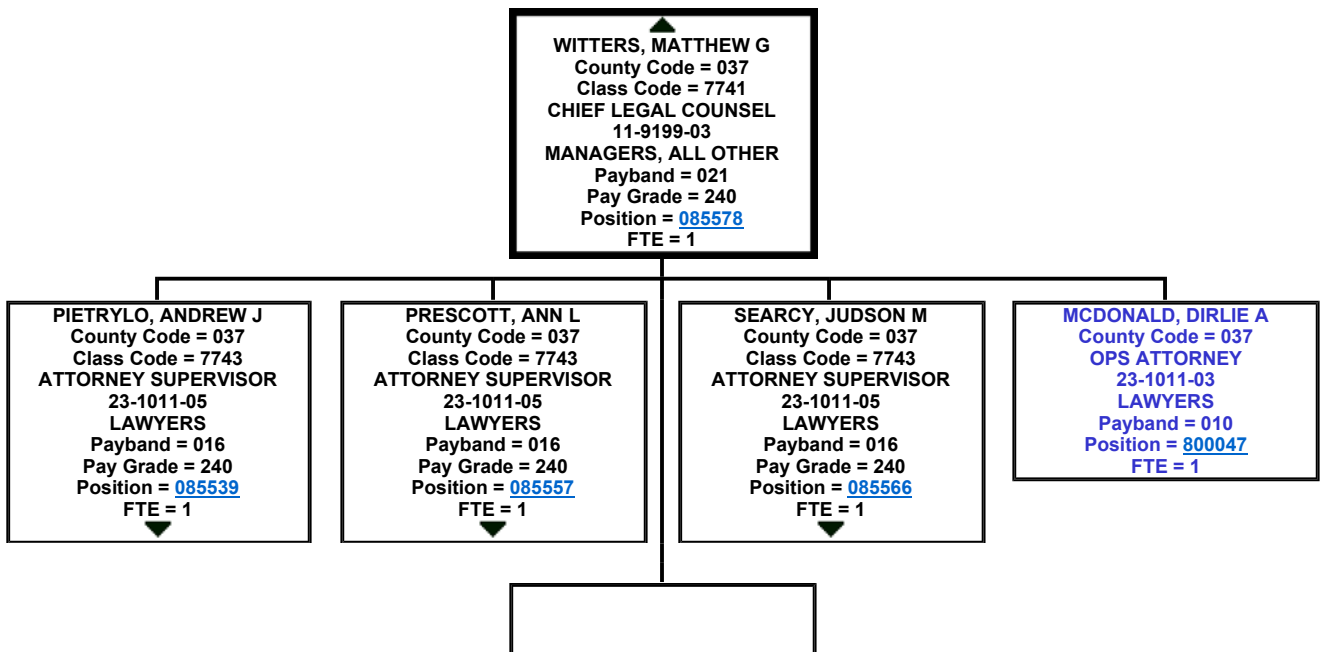 WITTERS, MATTHEW G
County Code = 037
Class Code = 7741
CHIEF LEGAL COUNSEL
11-9199-03
MANAGERS, ALL OTHER
Payband = 021
Pay Grade = 240
Position = 085578
FTE = 1
PIETRYLO, ANDREW J
County Code = 037
Class Code = 7743
ATTORNEY SUPERVISOR
23-1011-05
LAWYERS
Payband = 016
Pay Grade = 240
Position = 085539
FTE = 1
PRESCOTT, ANN L
County Code = 037
Class Code = 7743
ATTORNEY SUPERVISOR
23-1011-05
LAWYERS
Payband = 016
Pay Grade = 240
Position = 085557
FTE = 1
SEARCY, JUDSON M
County Code = 037
Class Code = 7743
ATTORNEY SUPERVISOR
23-1011-05
LAWYERS
Payband = 016
Pay Grade = 240
Position = 085566
FTE = 1
MCDONALD, DIRLIE A
County Code = 037
OPS ATTORNEY
23-1011-03
LAWYERS
Payband = 010
Position = 800047
FTE = 1